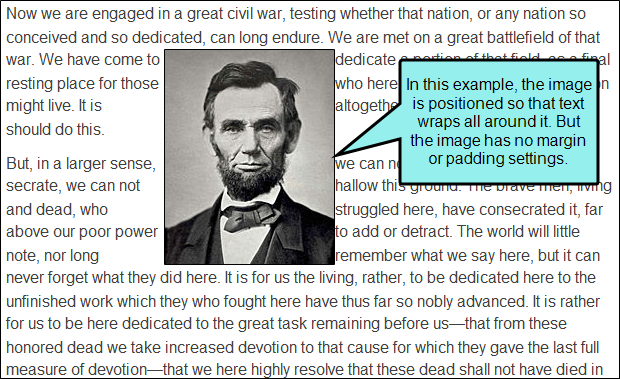 Now we are engaged in a great civil war, testing whether that nation, or any nation so
conceived and so dedicated, can long endure. We are met on a great battlefield of that
war. We have come to dedicate a portion of that field, as a final
resting place for those who here
might live. It is altogethe
should do this.
But, in a larger sense, we can no
secrate, we can not hallow this ground. The brave men, living
and dead, who struggled here, have consecrated it, far
above our poor power to add or detract. The world will little
note, nor long remember what we say here, but it can
never forget what they did here. It is for us the living, rather, to be dedicated here to the
unfinished work which they who fought here have thus far so nobly advanced. It is rather
for us to be here dedicated to the great task remaining before us—that from these
honored dead we take increased devotion to that cause for which they gave the last full
measure of devotion—that we here highly resolve that these dead shall not have died in
In this example, the image
is positioned so that text
wraps all around it. But
the image has no margin
or padding settings.